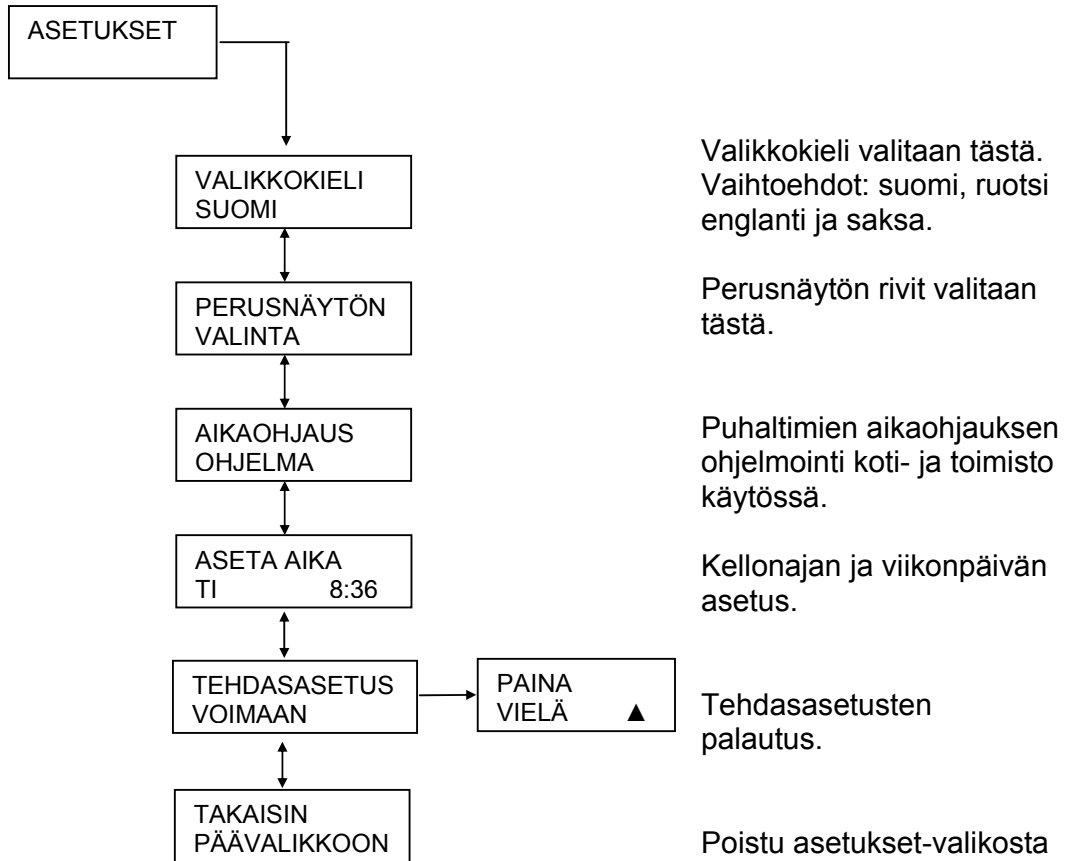 ASETUKSET
VALIKKOKIELI
SUOMI
Valikkokieli valitaan tästä.
Vaihtoehdot: suomi, ruotsi
englanti ja saksa.
PERUSNÄYTÖN
VALINTA
Perusnäytön rivit valitaan
tästä.
AIKAOHJAUS
OHJELMA
Puhaltimien aikaohjauksen
ohjelmointi koti- ja toimisto
käytössä.
ASETA AIKA
TI 8:36
Kellonajan ja viikonpäivän
asetus.
TEHDASASETUS
VOIMAAN
PAINA
VIELÄ ▲
Tehdasasetusten
palautus.
TAKAISIN
PÄÄVALIKKOON
Poistu asetukset-valikosta